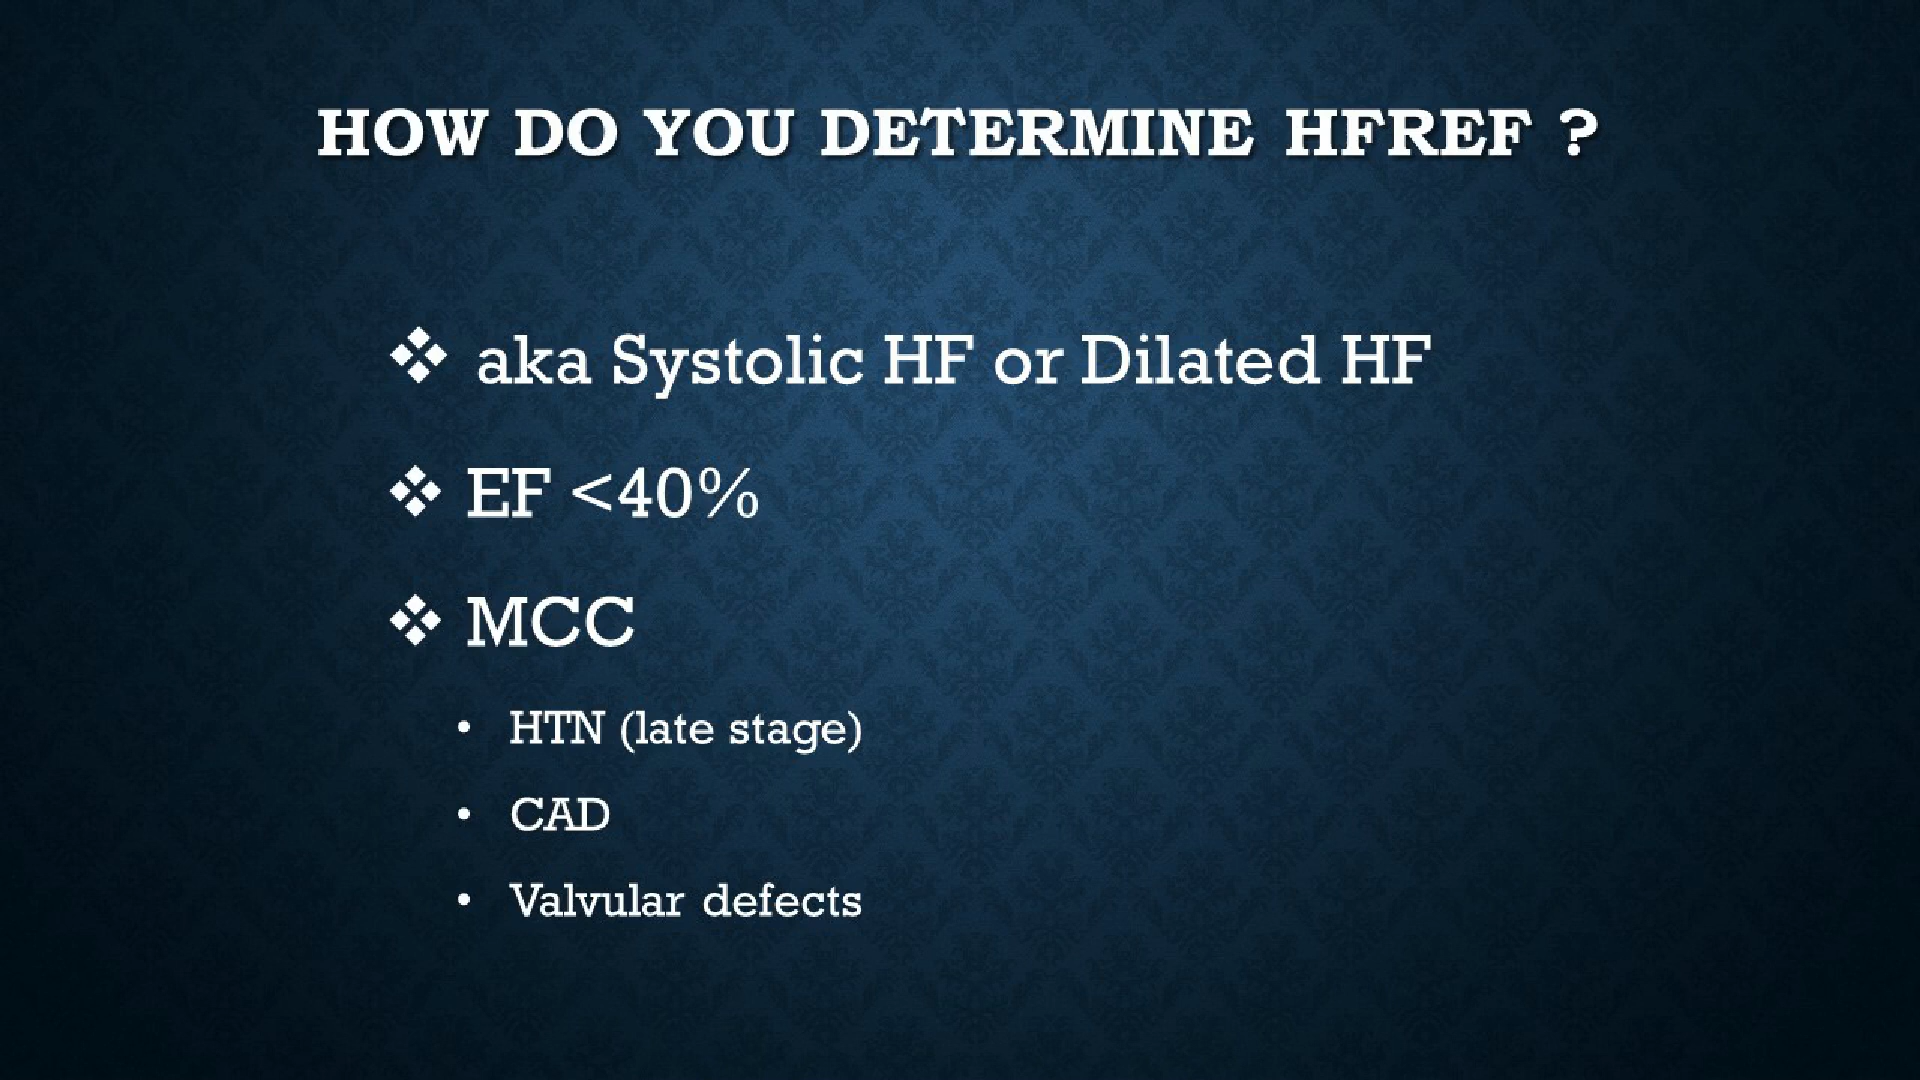 HOW DO YOU DETERMINE HFREF ?
❖ aka Systolic HF or Dilated HF
❖ EF <40%
❖ MCC
• HTN (late stage)
• CAD
• Valvular defects